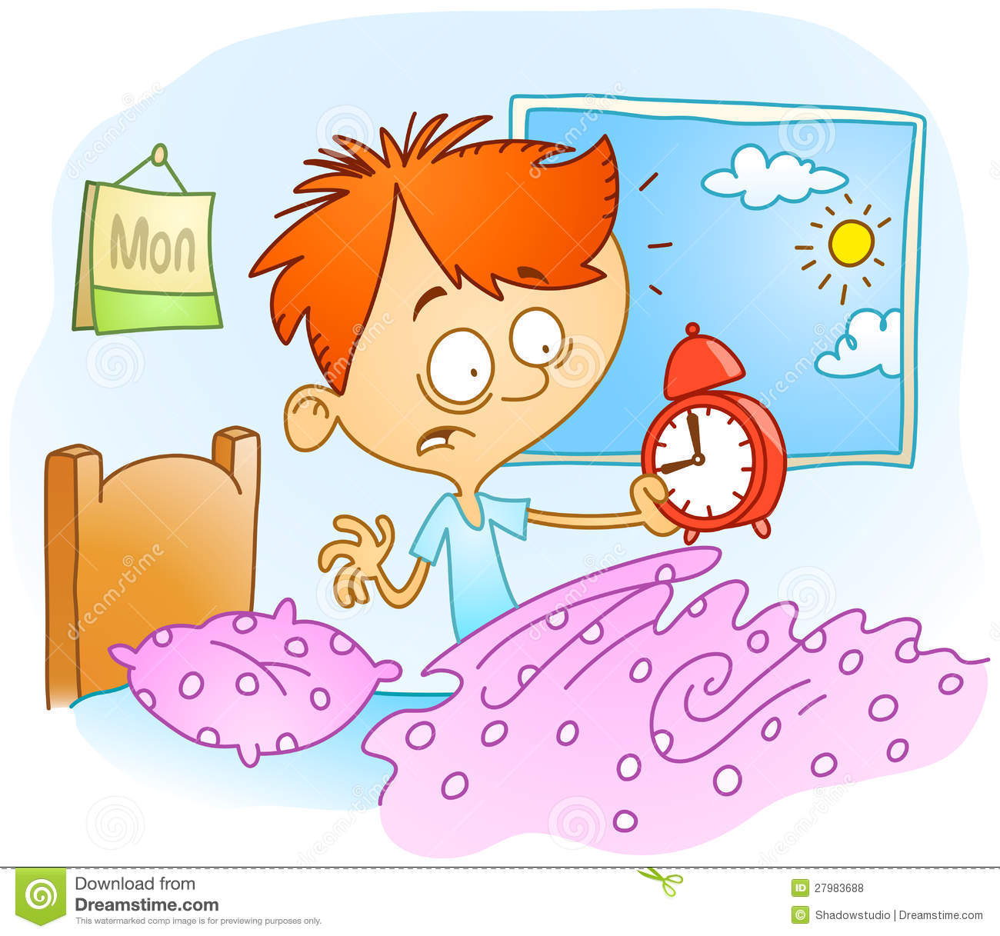 Mon
Download from
Dreamstime.com
This watermarked comp image is for previewing purposes only.
ID 27983688
© Shadowstudio | Dreamstime.com